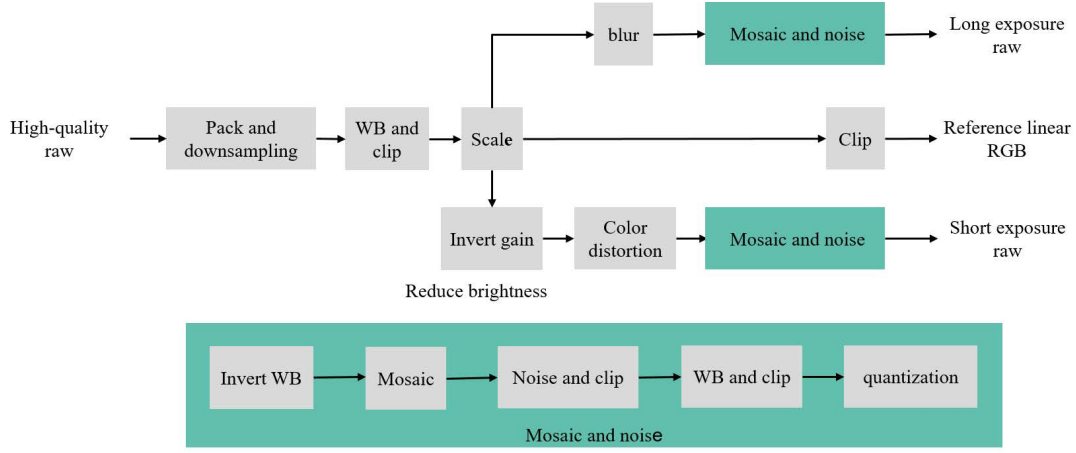 blur
Mosaic and noise
Long exposure
raw
High-quality
raw
Pack and
downsampling
WB and
clip
Scale
Clip
Reference linear
RGB
Invert gain
Color
distortion
Mosaic and noise
Short exposure
raw
Reduce brightness
Invert WB
Mosaic
Noise and clip
WB and clip
quantization
Mosaic and noise